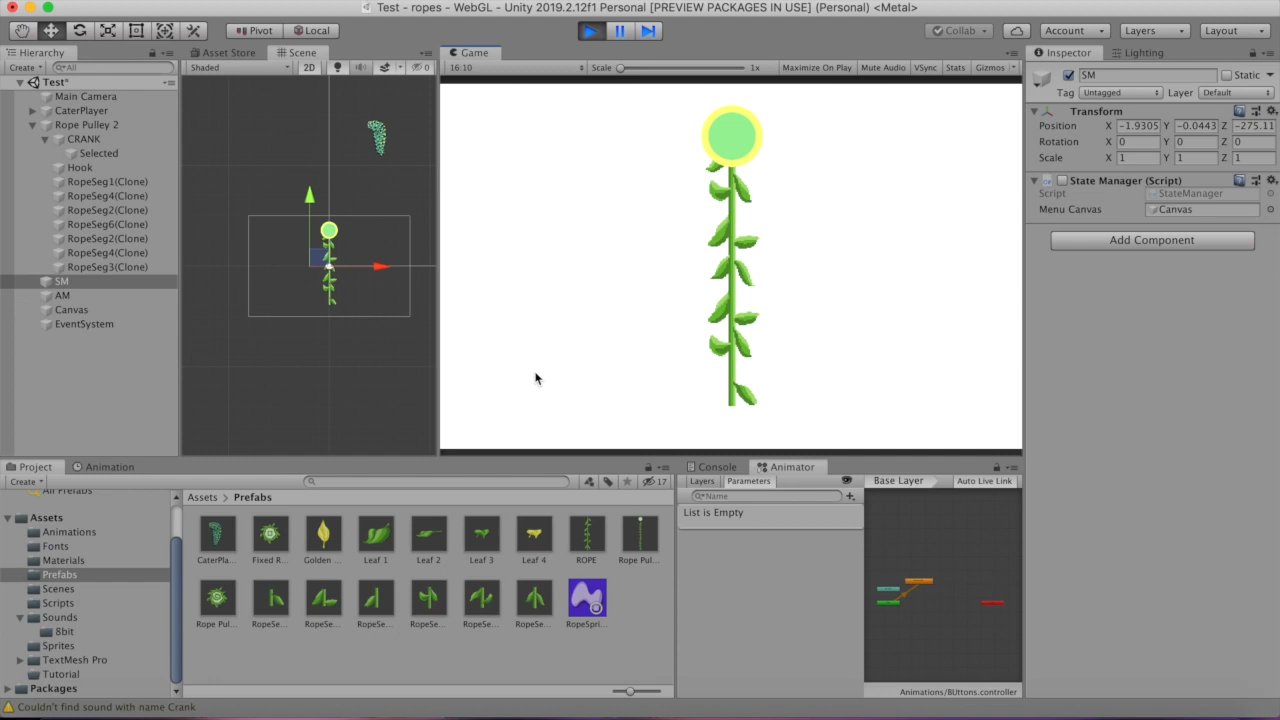 Test - ropes - WebGL - Unity 2019.2.12f1 Personal [PREVIEW PACKAGES IN USE] (Personal) <Metal>
Pivot Local Collab Account Layers Layout
Hierarchy
Create All
Test*
Main Camera
CaterPlayer
Rope Pulley 2
CRANK
Selected
Hook
RopeSeg1(Clone)
RopeSeg4(Clone)
RopeSeg2(Clone)
RopeSeg6(Clone)
RopeSeg2(Clone)
RopeSeg4(Clone)
RopeSeg3(Clone)
SM
AM
Canvas
EventSystem
Asset Store Scene
Shaded 2D 0
Game
16:10 Scale 1x Maximize On Play Mute Audio VSync Stats Gizmos
Inspector Lighting
SM Static
Tag Untagged Layer Default
Transform
Position X -1.9305 Y -0.0443 Z -275.11
Rotation X 0 Y 0 Z 0
Scale X 1 Y 1 Z 1
State Manager (Script)
Script StateManager
Menu Canvas Canvas
Add Component
Project Animation
Create 17
All Prefabs
Assets
Animations
Fonts
Materials
Prefabs
Scenes
Scripts
Sounds
8bit
Sprites
TextMesh Pro
Tutorial
Packages
Assets > Prefabs
CaterPla... Fixed R... Golden ... Leaf 1 Leaf 2 Leaf 3 Leaf 4 ROPE Rope Pul...
Rope Pul... RopeSe... RopeSe... RopeSe... RopeSe... RopeSe... RopeSe... RopeSpri...
Console Animator
Layers Parameters Base Layer Auto Live Link
Name
List is Empty
Animations/BUttons.controller
Couldn't find sound with name Crank